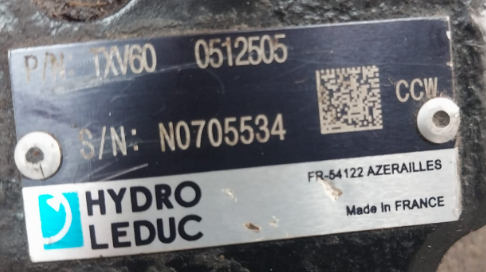 P/N TXV60 0512505
CCW
S/N: N0705534
HYDRO
LEDUC
FR-54122 AZERAILLES
Made in FRANCE